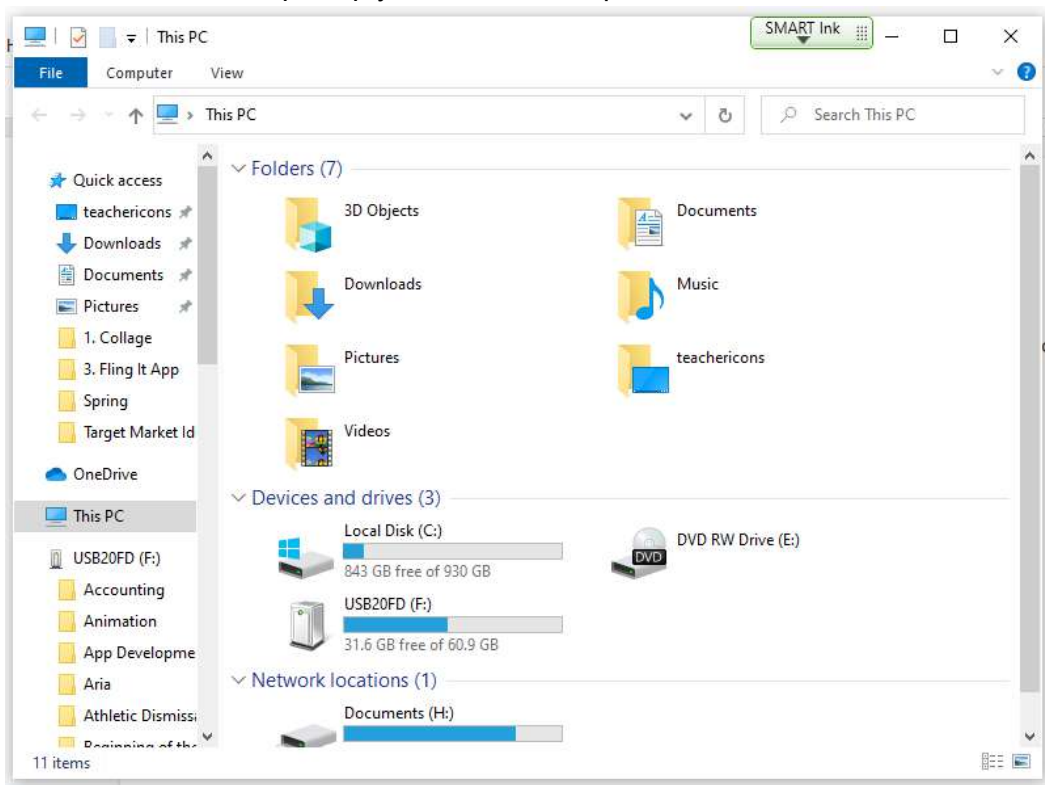 SMART Ink
This PC
File Computer View
This PC
Search This PC
Quick access
teachericons
Downloads
Documents
Pictures
1. Collage
3. Fling It App
Spring
Target Market Id
OneDrive
This PC
USB20FD (F:)
Accounting
Animation
App Developme
Aria
Athletic Dismiss
Folders (7)
3D Objects
Documents
Downloads
Music
Pictures
teachericons
Videos
Devices and drives (3)
Local Disk (C:)
843 GB free of 930 GB
DVD RW Drive (E:)
DVD
USB20FD (F:)
31.6 GB free of 60.9 GB
Network locations (1)
Documents (H:)
11 items